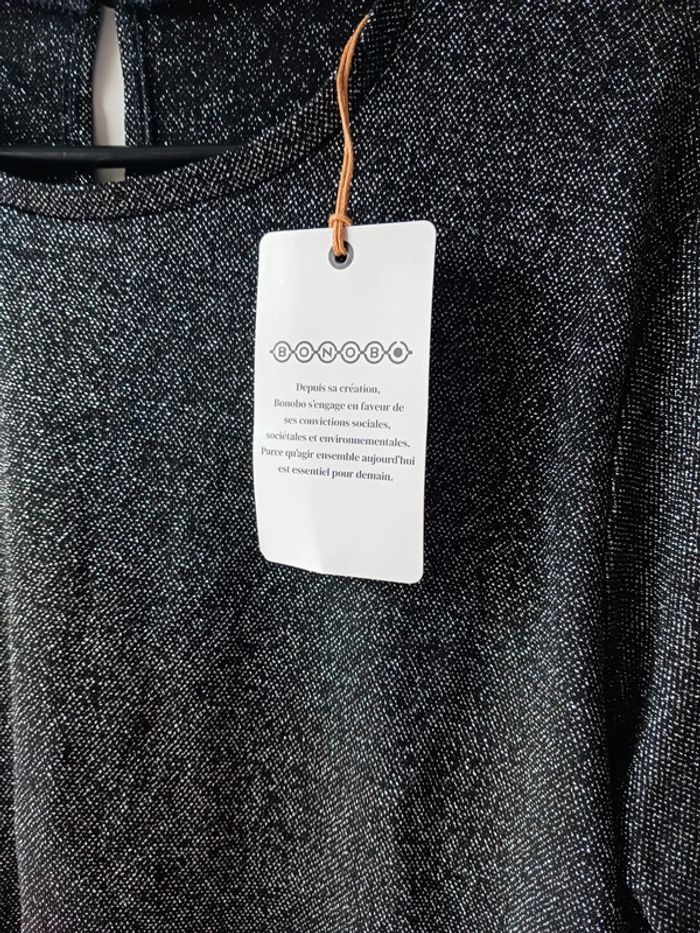 BONOBO
Depuis sa création,
Bonobo s'engage en faveur de
ses convictions sociales,
sociétales et environnementales.
Parce qu'agir ensemble aujourd'hui
est essentiel pour demain.